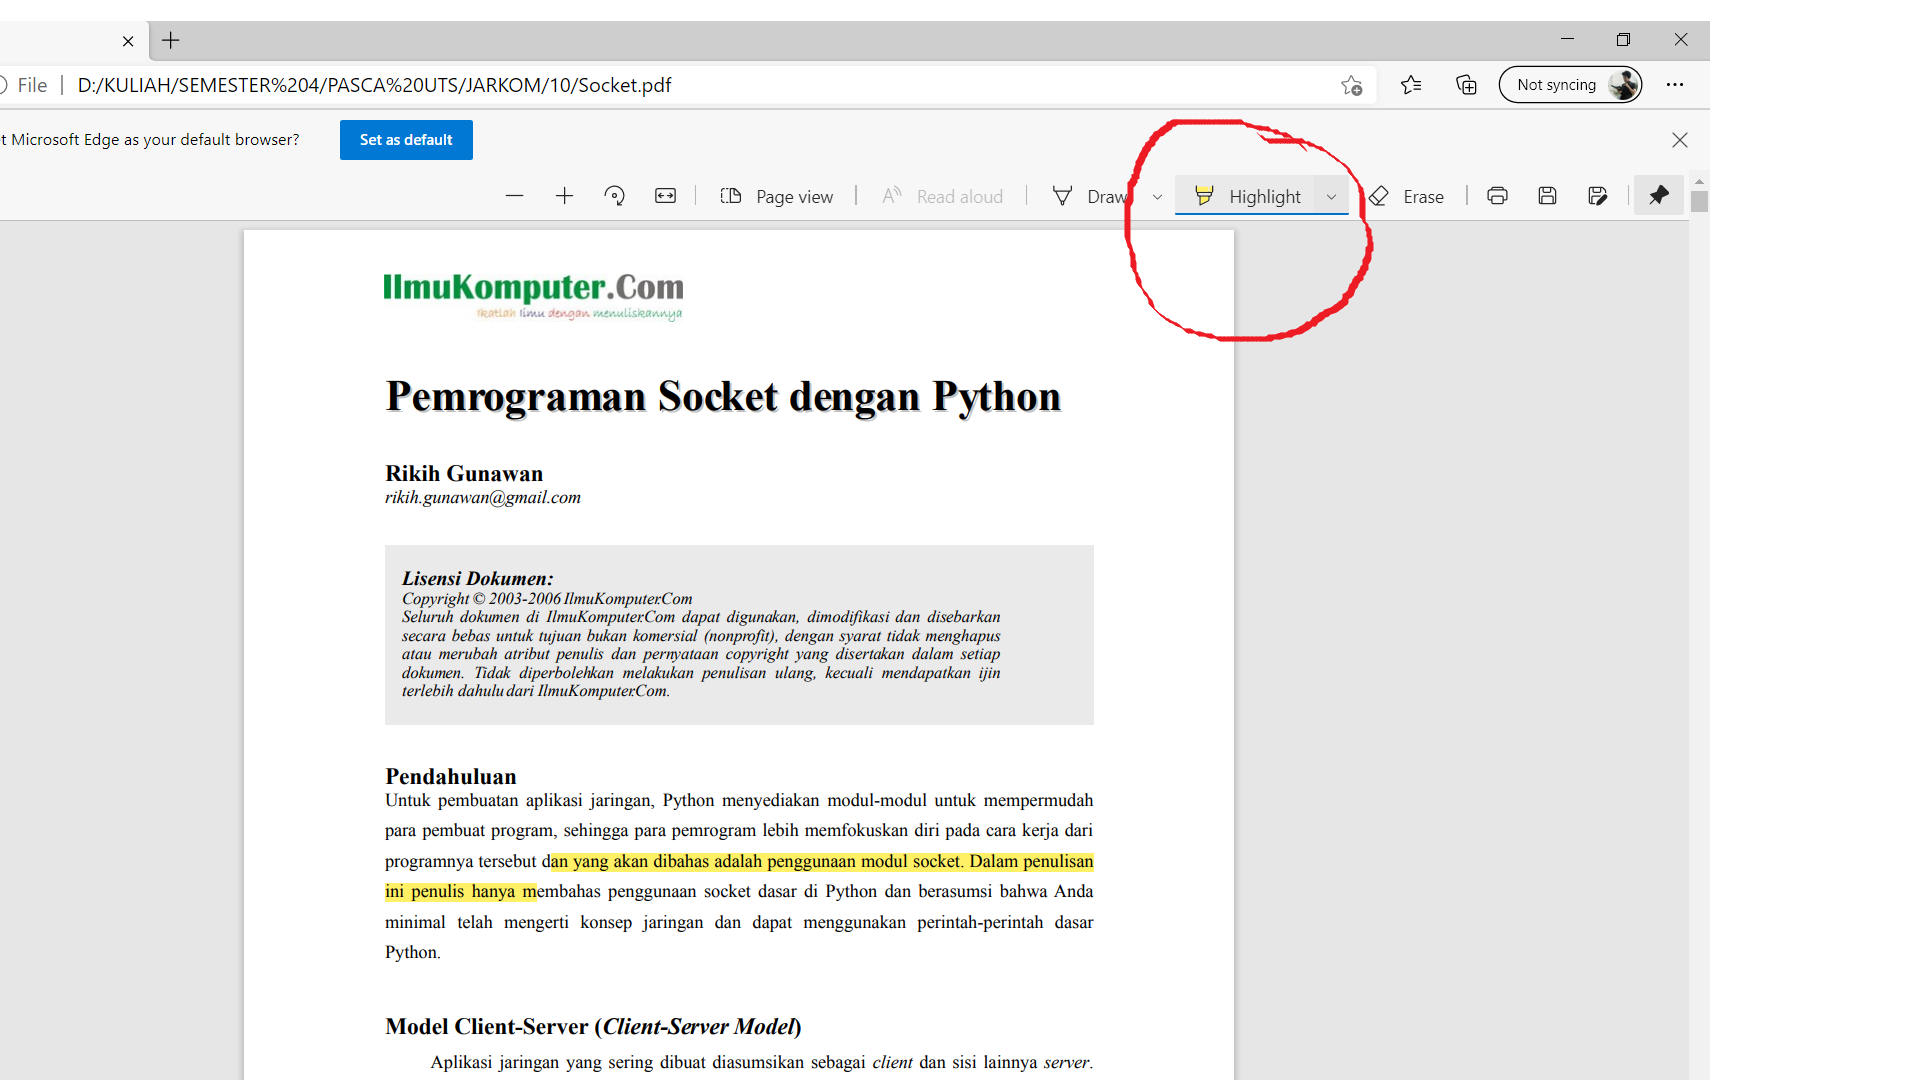 File | D:/KULIAH/SEMESTER%204/PASCA%20UTS/JARKOM/10/Socket.pdf
Not syncing
t Microsoft Edge as your default browser?
Set as default
Page view
Read aloud
Draw
Highlight
Erase
IlmuKomputer.Com
Ikatlah Ilmu dengan menuliskannya
Pemrograman Socket dengan Python
Rikih Gunawan
rikih.gunawan@gmail.com
Lisensi Dokumen:
Copyright © 2003-2006 IlmuKomputer.Com
Seluruh dokumen di IlmuKomputer.Com dapat digunakan, dimodifikasi dan disebarkan
secara bebas untuk tujuan bukan komersial (nonprofit), dengan syarat tidak menghapus
atau merubah atribut penulis dan pernyataan copyright yang disertakan dalam setiap
dokumen. Tidak diperbolehkan melakukan penulisan ulang, kecuali mendapatkan ijin
terlebih dahulu dari IlmuKomputer.Com.
Pendahuluan
Untuk pembuatan aplikasi jaringan, Python menyediakan modul-modul untuk mempermudah
para pembuat program, sehingga para pemrogram lebih memfokuskan diri pada cara kerja dari
programnya tersebut dan yang akan dibahas adalah penggunaan modul socket. Dalam penulisan
ini penulis hanya membahas penggunaan socket dasar di Python dan berasumsi bahwa Anda
minimal telah mengerti konsep jaringan dan dapat menggunakan perintah-perintah dasar
Python.
Model Client-Server (Client-Server Model)
Aplikasi jaringan yang sering dibuat diasumsikan sebagai client dan sisi lainnya server.